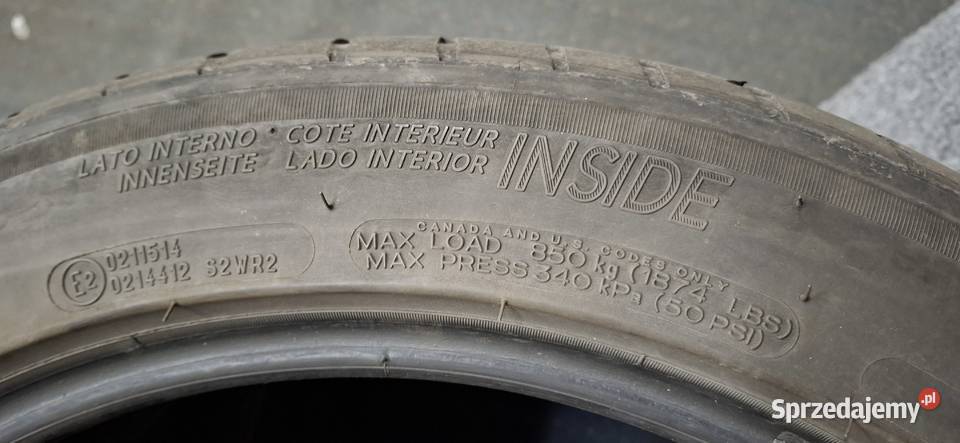 LATO INTERNO
INNENSEITE
COTE INTERIEUR
LADO INTERIOR
INSIDE
E2
0211514
0214412 S2WR2
CANADA AND U.S. CODES ONLY
MAX LOAD 850 kg (1874 LBS)
MAX PRESS 340 kPa (50 PSI)
Sprzedajemy.pl